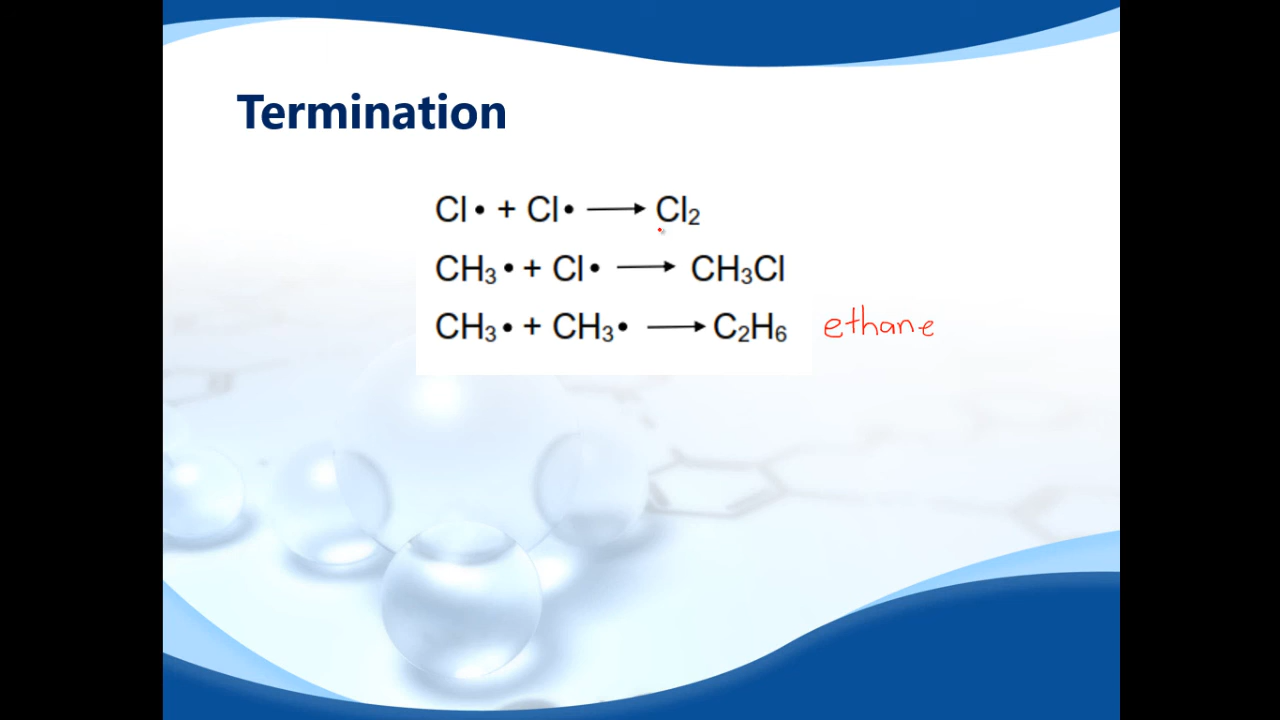 Termination
Cl• + Cl• ⟶ Cl₂
CH₃• + Cl• ⟶ CH₃Cl
CH₃• + CH₃• ⟶ C₂H₆ ethane